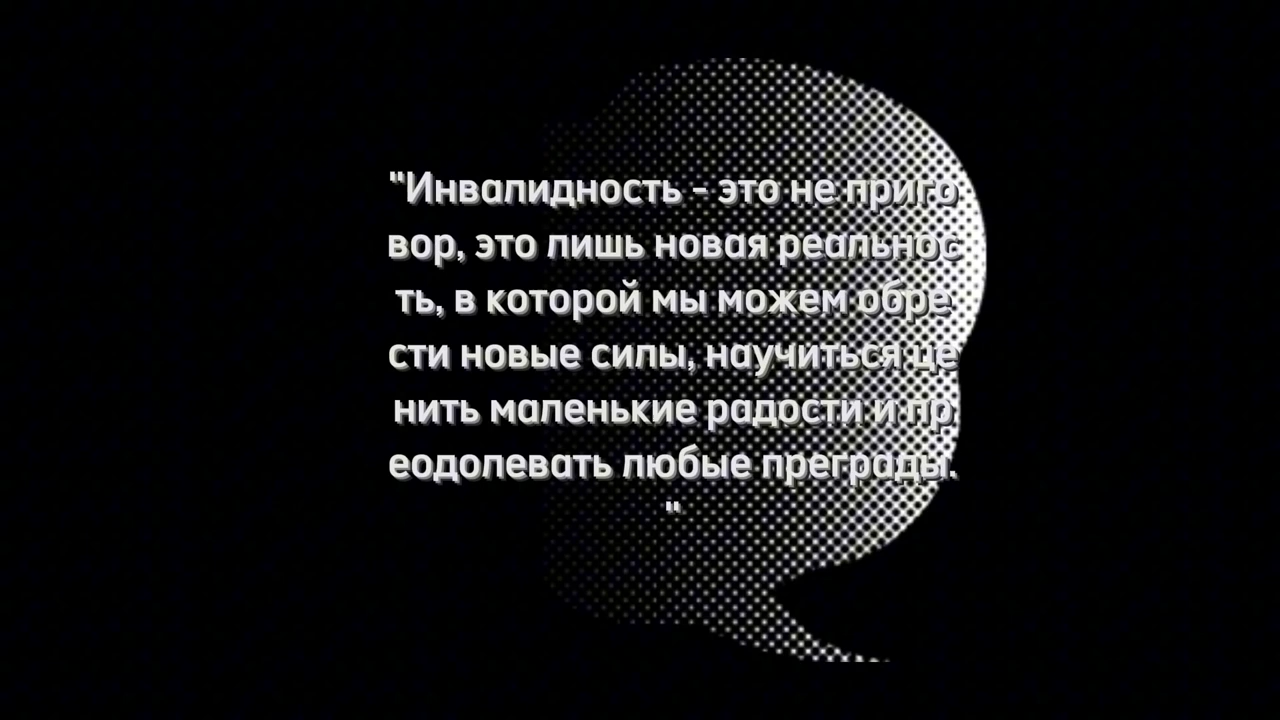 "Инвалидность - это не приго
вор, это лишь новая реальнос
ть, в которой мы можем обре
сти новые силы, научиться це
нить маленькие радости и пр
еодолевать любые преграды.
"